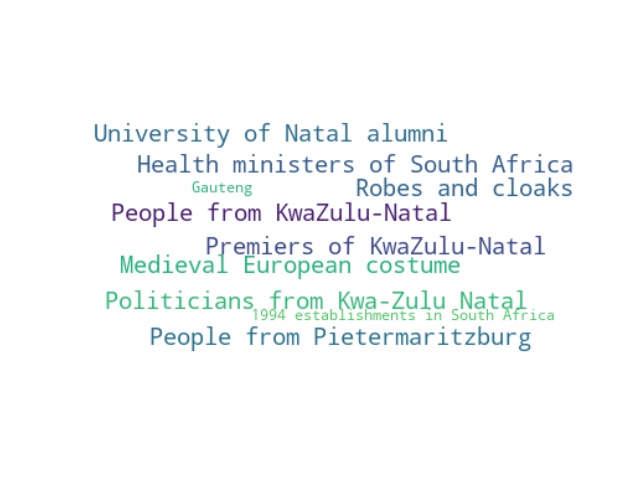 University of Natal alumni
Health ministers of South Africa
Gauteng
Robes and cloaks
People from KwaZulu-Natal
Premiers of KwaZulu-Natal
Medieval European costume
Politicians from Kwa-Zulu Natal
1994 establishments in South Africa
People from Pietermaritzburg